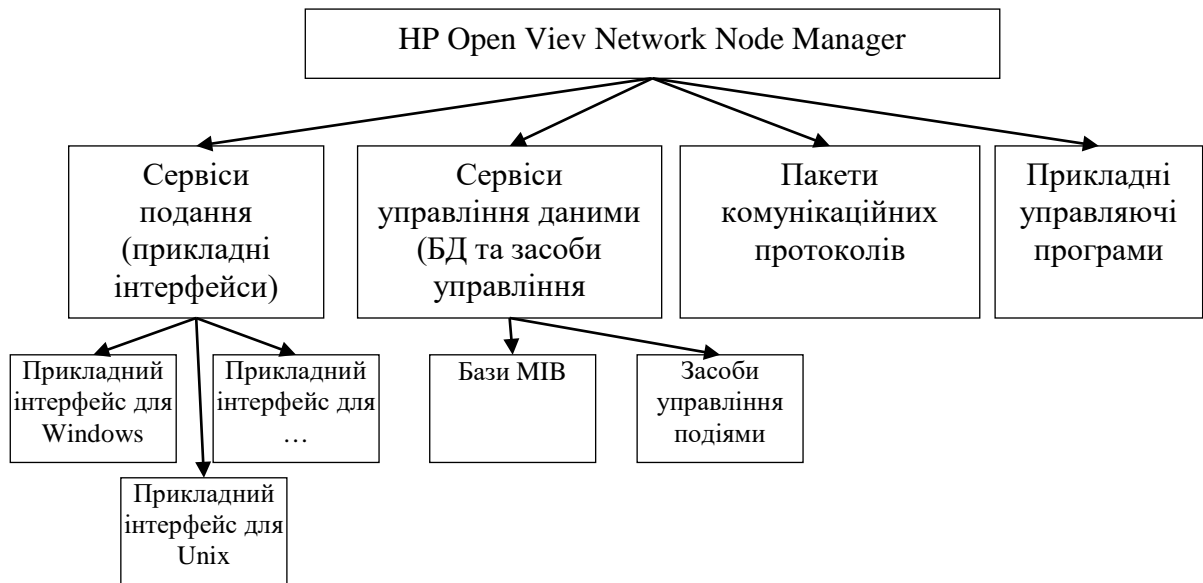 HP Open Viev Network Node Manager
Сервіси
подання
(прикладні
інтерфейси)
Сервіси
управління даними
(БД та засоби
управління
Пакети
комунікаційних
протоколів
Прикладні
управляючі
програми
Прикладний
інтерфейс для
Windows
Прикладний
інтерфейс для
…
Бази MIB
Засоби
управління
подіями
Прикладний
інтерфейс для
Unix